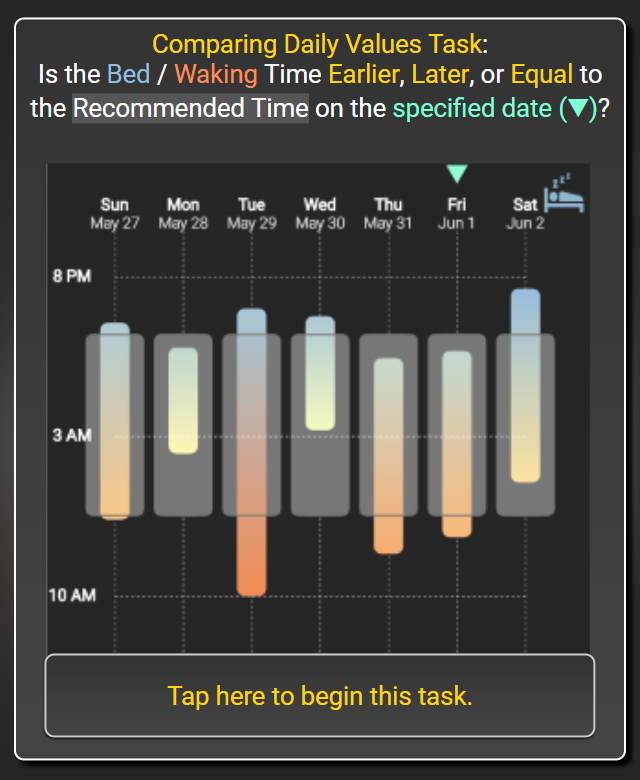 Comparing Daily Values Task:
Is the Bed / Waking Time Earlier, Later, or Equal to
the Recommended Time on the specified date (▼)?
z z z
Sun Mon Tue Wed Thu Fri Sat
May 27 May 28 May 29 May 30 May 31 Jun 1 Jun 2
8 PM
3 AM
10 AM
Tap here to begin this task.